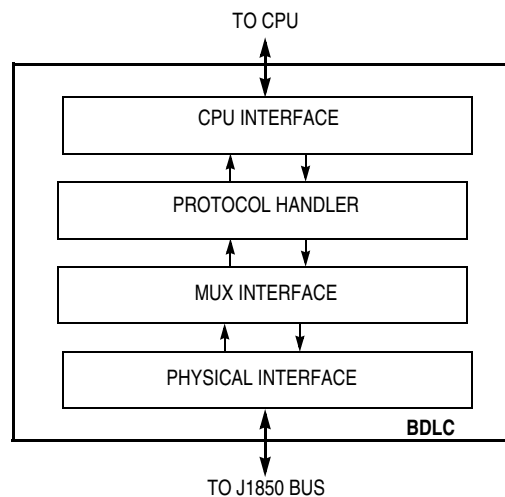 TO CPU
CPU INTERFACE
PROTOCOL HANDLER
MUX INTERFACE
PHYSICAL INTERFACE
BDLC
TO J1850 BUS